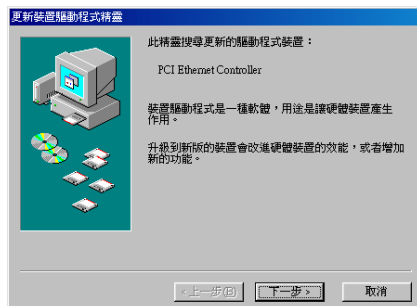 更新裝置驅動程式精靈
此精靈搜尋更新的驅動程式裝置：
PCI Ethernet Controller
裝置驅動程式是一種軟體，用途是讓硬體裝置產生
作用。
升級到新版的裝置會改進硬體裝置的效能，或者增加
新的功能。
<上一步(B) 下一步> 取消